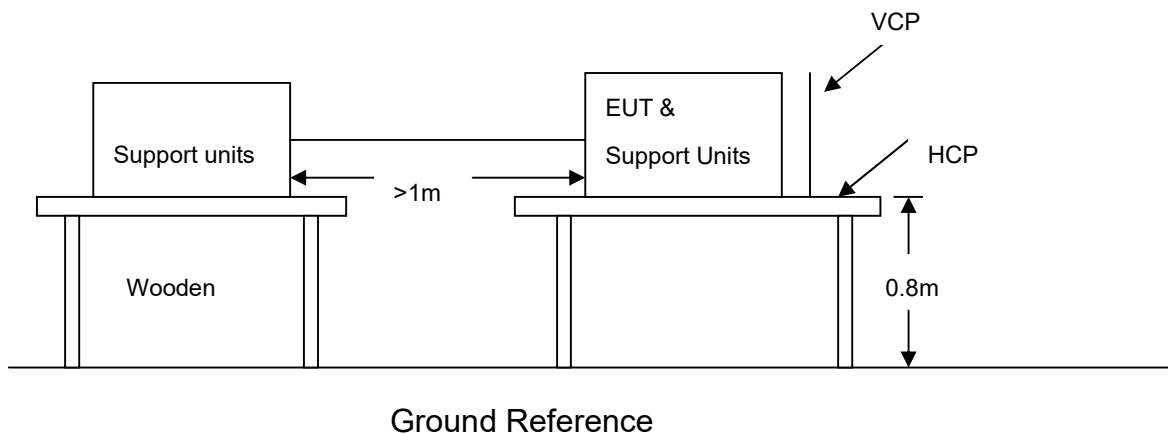 VCP
EUT &
Support units
Support Units
HCP
>1m
Wooden
0.8m
Ground Reference